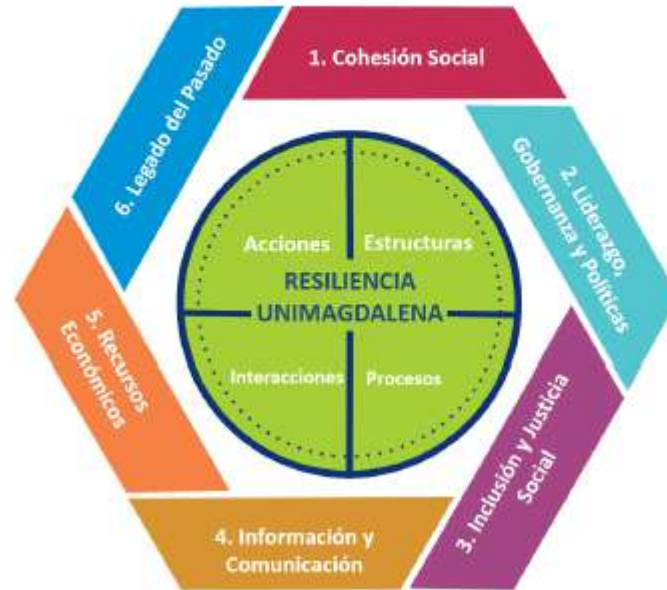 1. Cohesión Social
2. Liderazgo,
Gobernanza y Políticas
3. Inclusión y Justicia
Social
4. Información y
Comunicación
5. Recursos
Económicos
6. Legado del Pasado
Acciones
Estructuras
RESILIENCIA
UNIMAGDALENA
Interacciones
Procesos